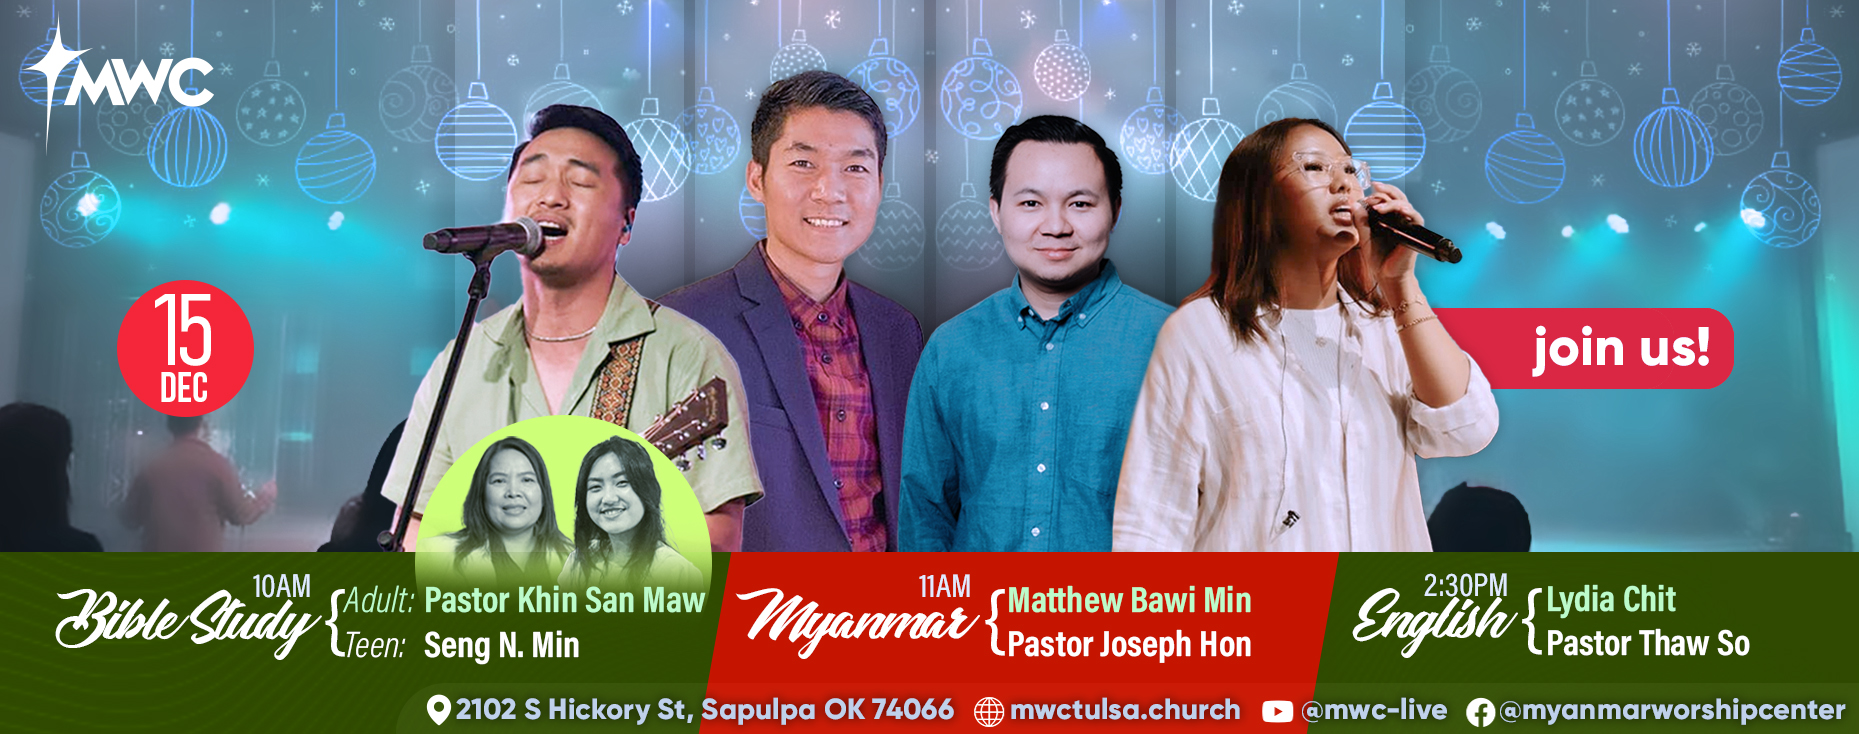 MWC
15
DEC
join us!
Bible Study
10AM
{
Adult: Pastor Khin San Maw
Teen: Seng N. Min
Myanmar
11AM
{
Matthew Bawi Min
Pastor Joseph Hon
English
2:30PM
{
Lydia Chit
Pastor Thaw So
2102 S Hickory St, Sapulpa OK 74066
mwctulsa.church
@mwc-live
@myanmarworshipcenter